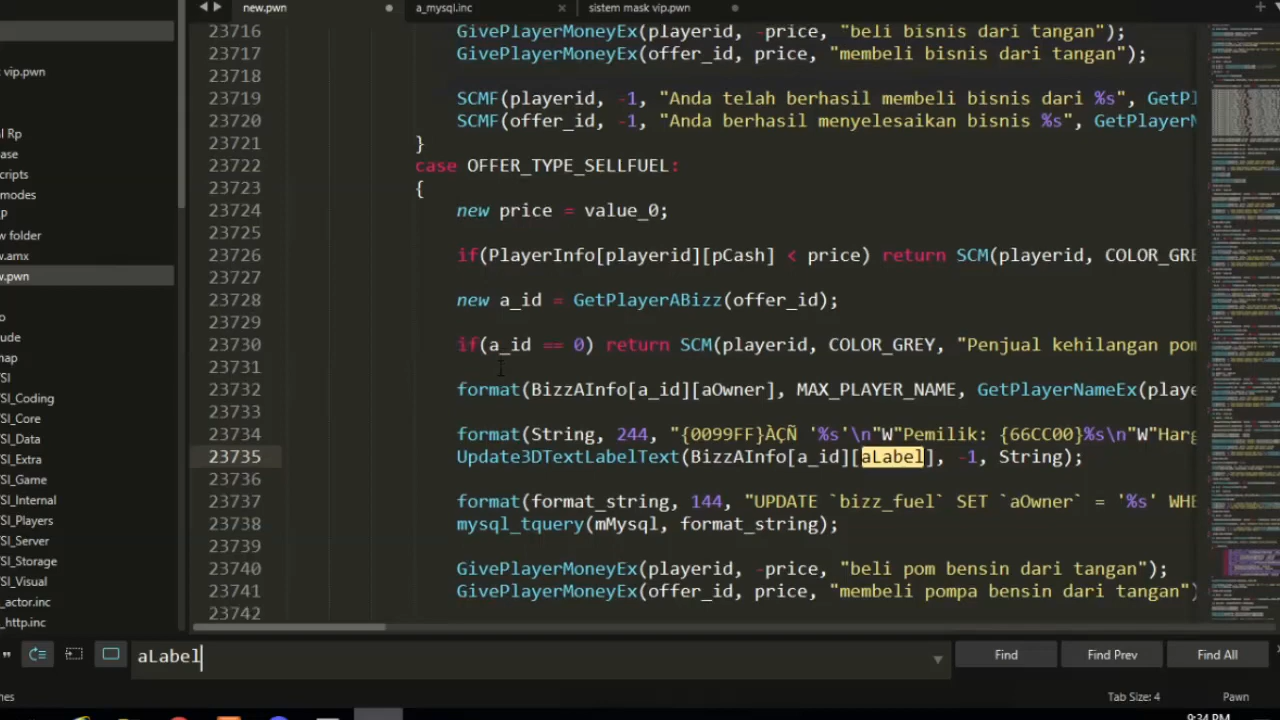 new.pwn
a_mysql.inc
sistem mask vip.pwn
vip.pwn
al Rp
ase
cripts
modes
P
w folder
w.amx
w.pwn
o
ude
nap
SI
SI_Coding
SI_Core
SI_Data
SI_Extra
SI_Game
SI_Internal
SI_Players
SI_Server
SI_Storage
SI_Visual
_actor.inc
_http.inc
23716 GivePlayerMoneyEx(playerid, -price, "beli bisnis dari tangan");
23717 GivePlayerMoneyEx(offer_id, price, "membeli bisnis dari tangan");
23718
23719 SCMF(playerid, -1, "Anda telah berhasil membeli bisnis dari %s", GetPl
23720 SCMF(offer_id, -1, "Anda berhasil menyelesaikan bisnis %s", GetPlayerN
23721 }
23722 case OFFER_TYPE_SELLFUEL:
23723 {
23724 new price = value_0;
23725
23726 if(PlayerInfo[playerid][pCash] < price) return SCM(playerid, COLOR_GRE
23727
23728 new a_id = GetPlayerABizz(offer_id);
23729
23730 if(a_id == 0) return SCM(playerid, COLOR_GREY, "Penjual kehilangan pom
23731
23732 format(BizzAInfo[a_id][aOwner], MAX_PLAYER_NAME, GetPlayerNameEx(playe
23733
23734 format(String, 244, "{0099FF}ÀÇÑ '%s'\n"W"Pemilik: {66CC00}%s\n"W"Harg
23735 Update3DTextLabelText(BizzAInfo[a_id][aLabel], -1, String);
23737 format(format_string, 144, "UPDATE `bizz_fuel` SET `aOwner` = '%s' WHE
23738 mysql_tquery(mMysql, format_string);
23739
23740 GivePlayerMoneyEx(playerid, -price, "beli pom bensin dari tangan");
23741 GivePlayerMoneyEx(offer_id, price, "membeli pompa bensin dari tangan")
23742
aLabel
Find
Find Prev
Find All
nes
Tab Size: 4
Pawn
9:34 PM